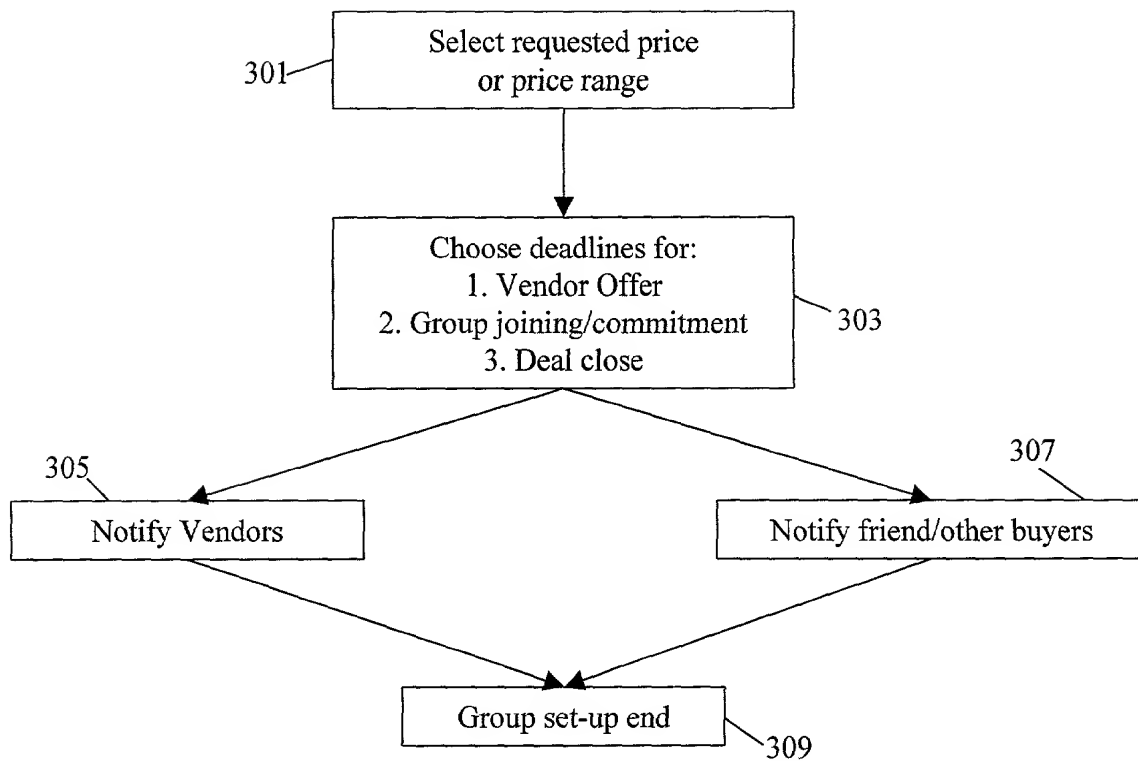 Select requested price
or price range
301
Choose deadlines for:
1. Vendor Offer
2. Group joining/commitment
3. Deal close
303
305
307
Notify Vendors
Notify friend/other buyers
Group set-up end
309